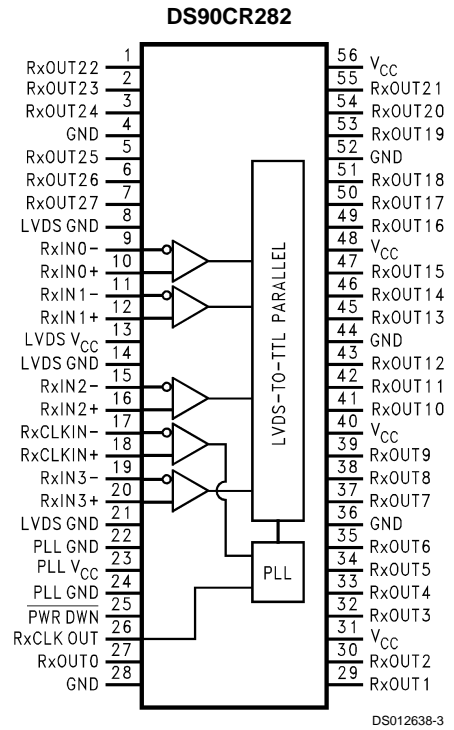 DS90CR282
1 56
RxOUT22 V_CC
2 55
RxOUT23 RxOUT21
3 54
RxOUT24 RxOUT20
4 53
GND RxOUT19
5 52
RxOUT25 GND
6 51
RxOUT26 RxOUT18
7 50
RxOUT27 RxOUT17
8 49
LVDS GND RxOUT16
9 48
RxIN0- V_CC
10 47
RxIN0+ RxOUT15
11 46
RxIN1- RxOUT14
12 45
RxIN1+ RxOUT13
13 44
LVDS V_CC GND
14 43
LVDS GND RxOUT12
15 42
RxIN2- RxOUT11
16 41
RxIN2+ RxOUT10
17 40
RxCLKIN- V_CC
18 39
RxCLKIN+ RxOUT9
19 38
RxIN3- RxOUT8
20 37
RxIN3+ RxOUT7
21 36
LVDS GND GND
22 35
PLL GND RxOUT6
23 34
PLL V_CC RxOUT5
24 33
PLL GND RxOUT4
25 32
PWR DWN RxOUT3
26 31
RxCLK OUT V_CC
27 30
RxOUT0 RxOUT2
28 29
GND RxOUT1
LVDS-TO-TTL PARALLEL
PLL
DS012638-3